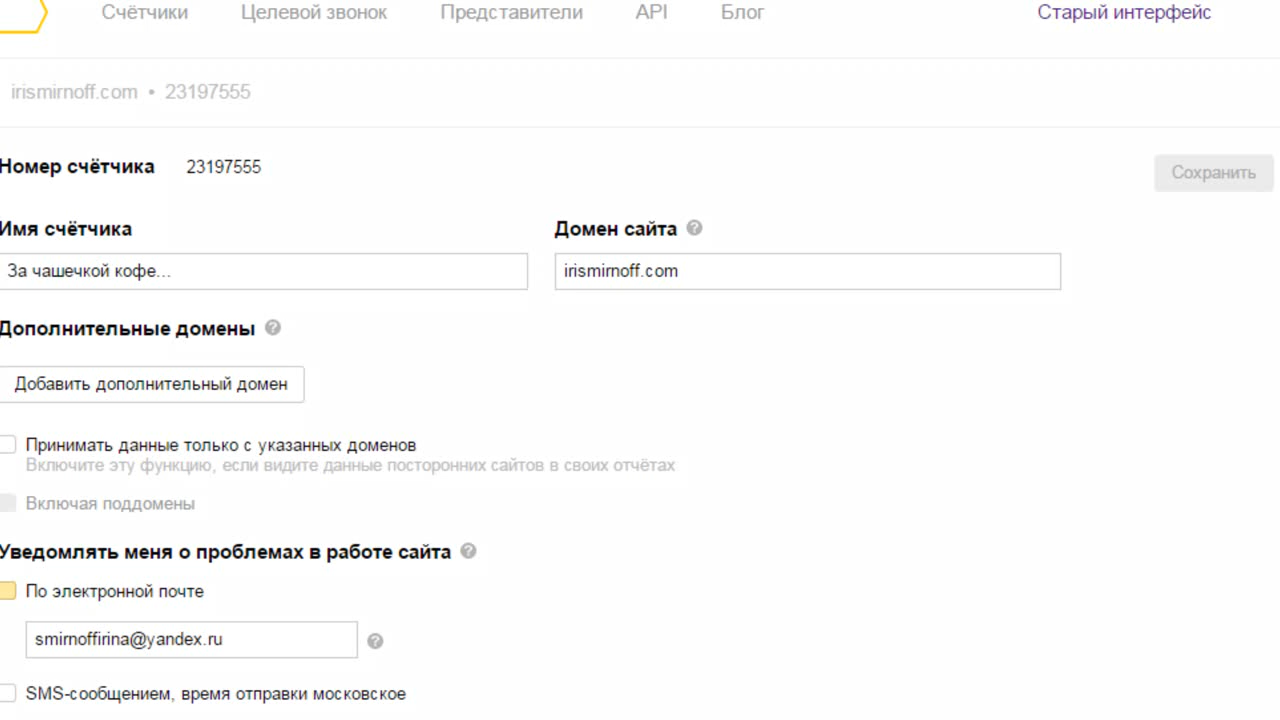 Счётчики Целевой звонок Представители API Блог Старый интерфейс
irismirnoff.com • 23197555
Номер счётчика 23197555
Сохранить
Имя счётчика Домен сайта
За чашечкой кофе... irismirnoff.com
Дополнительные домены
Добавить дополнительный домен
Принимать данные только с указанных доменов
Включите эту функцию, если видите данные посторонних сайтов в своих отчётах
Включая поддомены
Уведомлять меня о проблемах в работе сайта
По электронной почте
smirnoffirina@yandex.ru
SMS-сообщением, время отправки московское